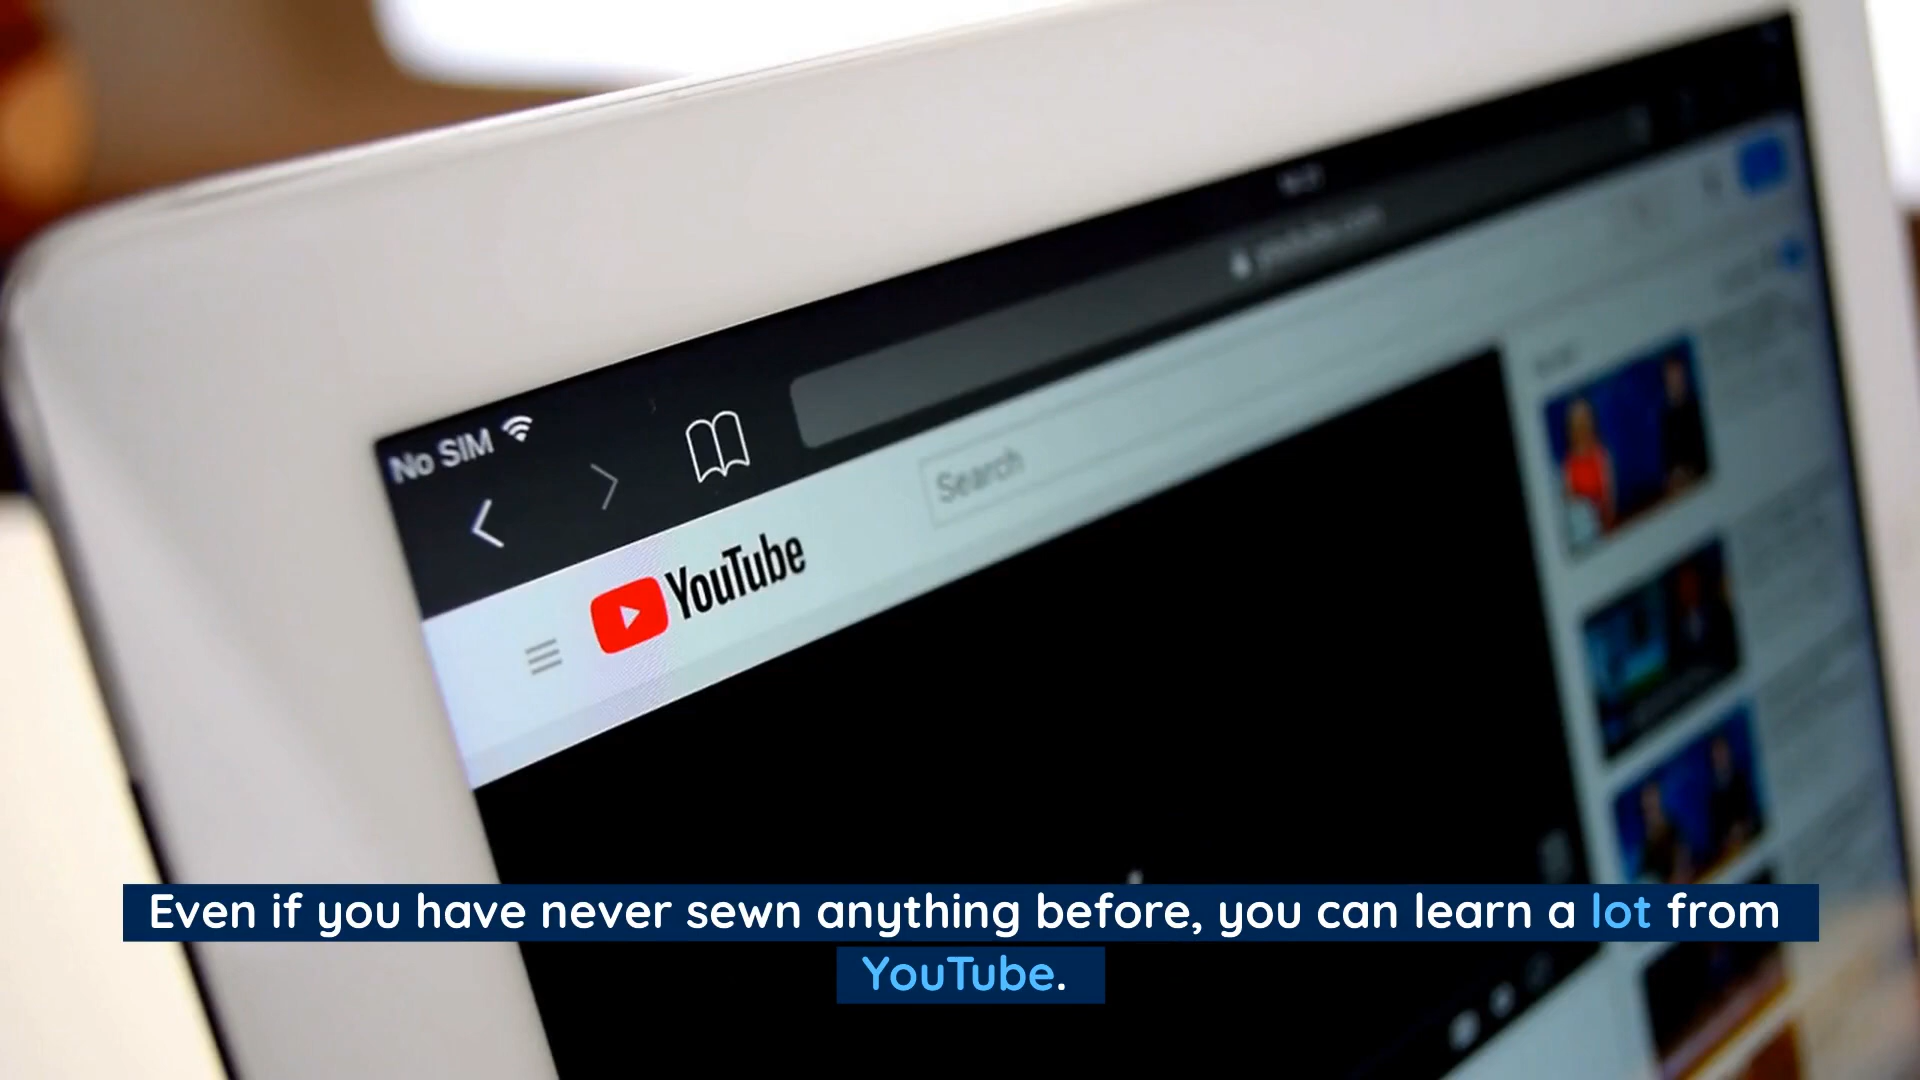 No SIM
Search
YouTube
Even if you have never sewn anything before, you can learn a lot from
YouTube.